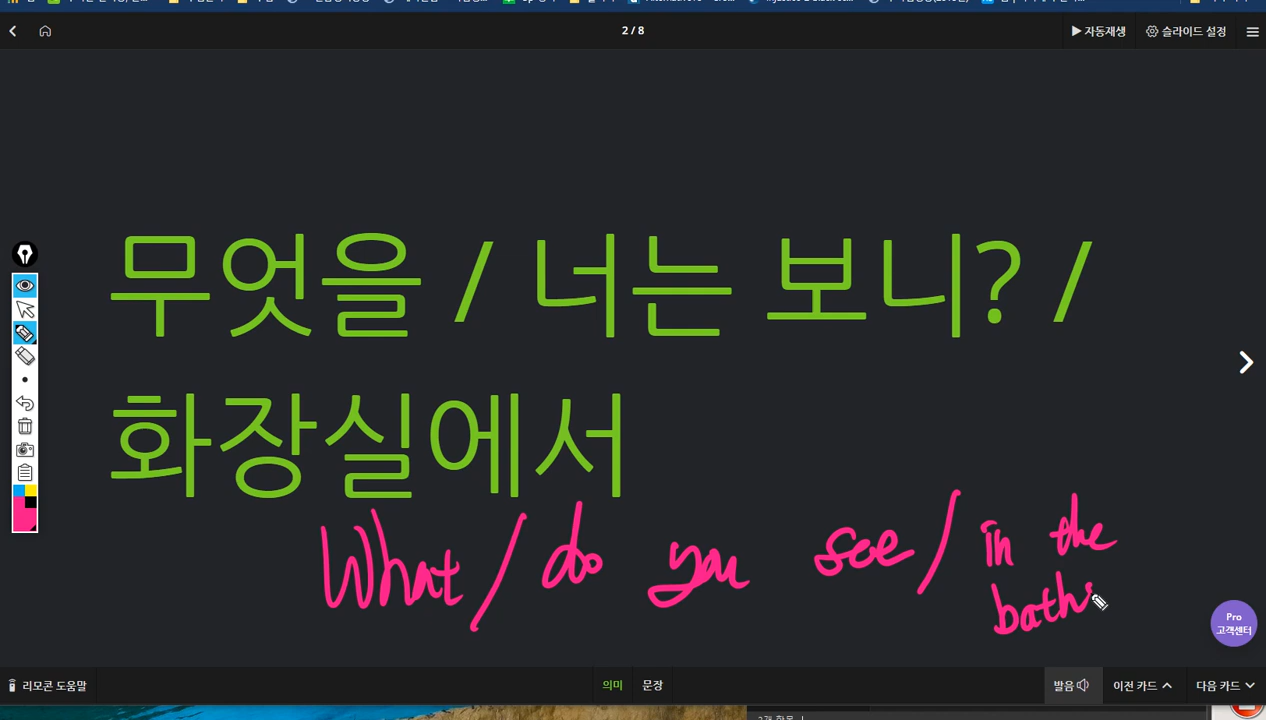 2 / 8
자동재생
슬라이드 설정
무엇을 / 너는 보니? /
화장실에서
What / do you see / in the
bath
Pro
고객센터
리모콘 도움말
의미
문장
발음
이전 카드
다음 카드